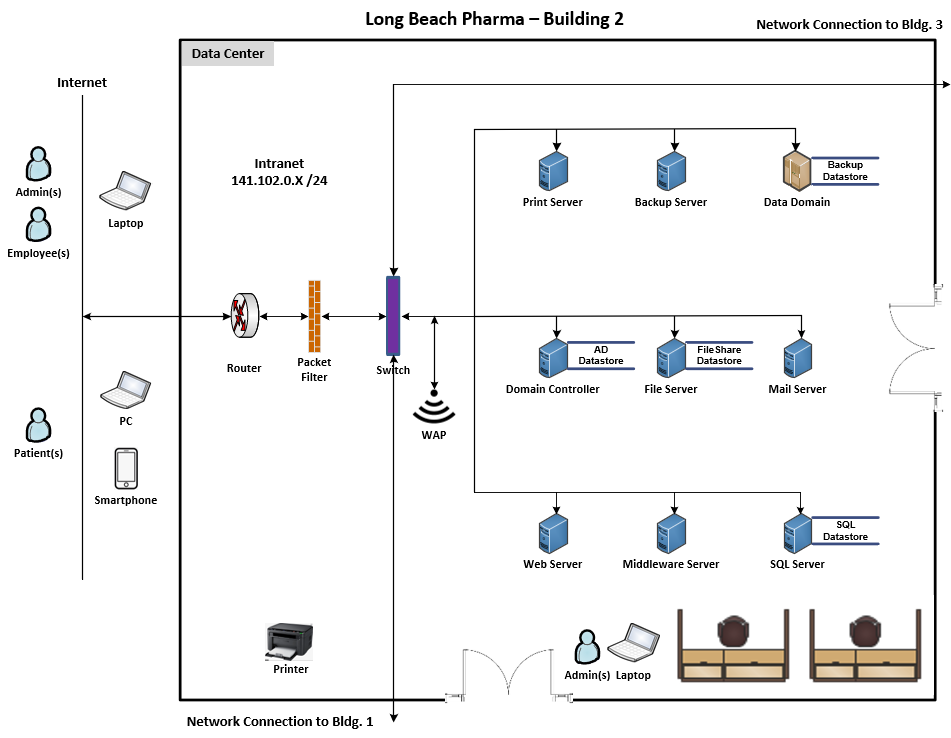 Long Beach Pharma – Building 2
Network Connection to Bldg. 3
Data Center
Internet
Intranet
141.102.0.X /24
Admin(s)
Laptop
Employee(s)
Print Server
Backup Server
Data Domain
Backup
Datastore
Router
Packet
Filter
Switch
WAP
Domain Controller
AD
Datastore
File Server
FileShare
Datastore
Mail Server
PC
Patient(s)
Smartphone
Web Server
Middleware Server
SQL Server
SQL
Datastore
Printer
Admin(s)
Laptop
Network Connection to Bldg. 1